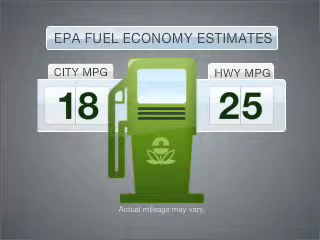 EPA FUEL ECONOMY ESTIMATES
CITY MPG
HWY MPG
18
25
Actual mileage may vary.